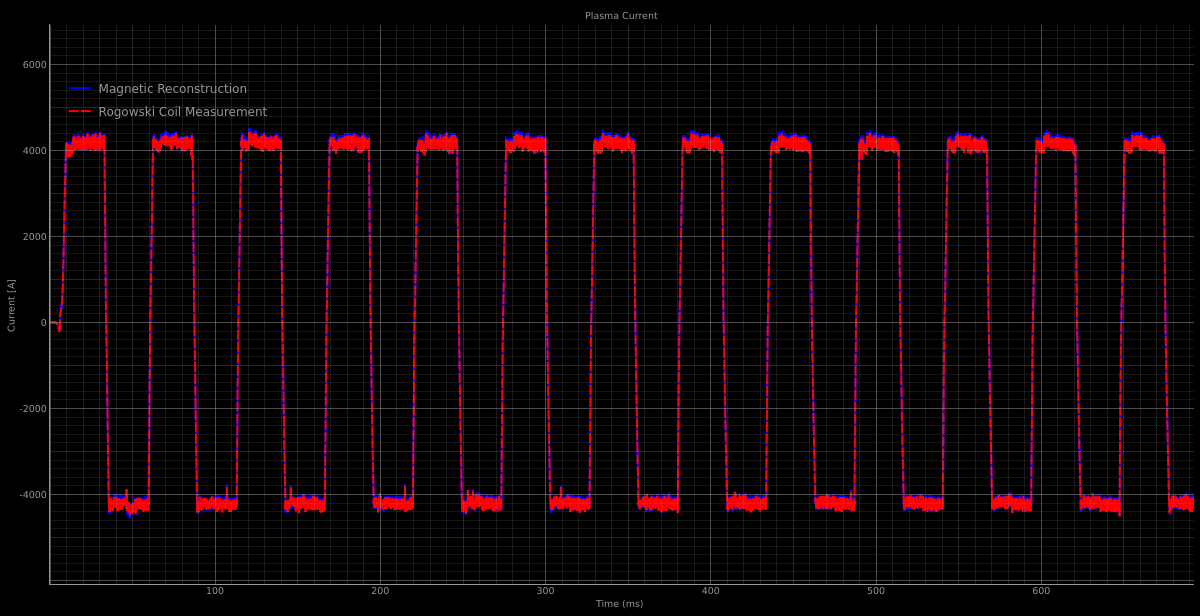 Plasma Current
6000
Magnetic Reconstruction
Rogowski Coil Measurement
4000
2000
Current [A]
0
-2000
-4000
100 200 300 400 500 600
Time (ms)